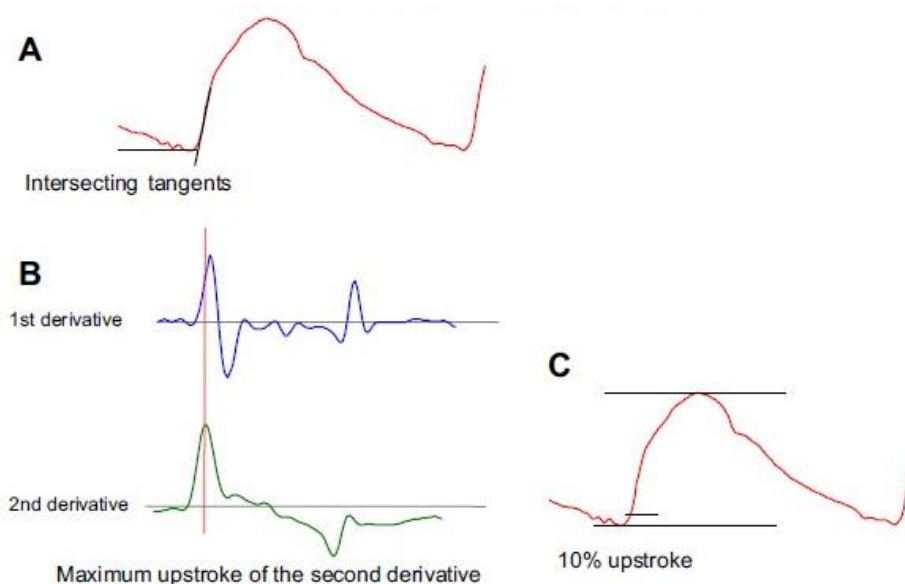 A
Intersecting tangents
B
1st derivative
C
2nd derivative
10% upstroke
Maximum upstroke of the second derivative